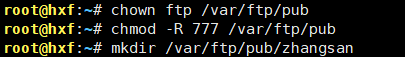 root@hxf:~# chown ftp /var/ftp/pub
root@hxf:~# chmod -R 777 /var/ftp/pub
root@hxf:~# mkdir /var/ftp/pub/zhangsan